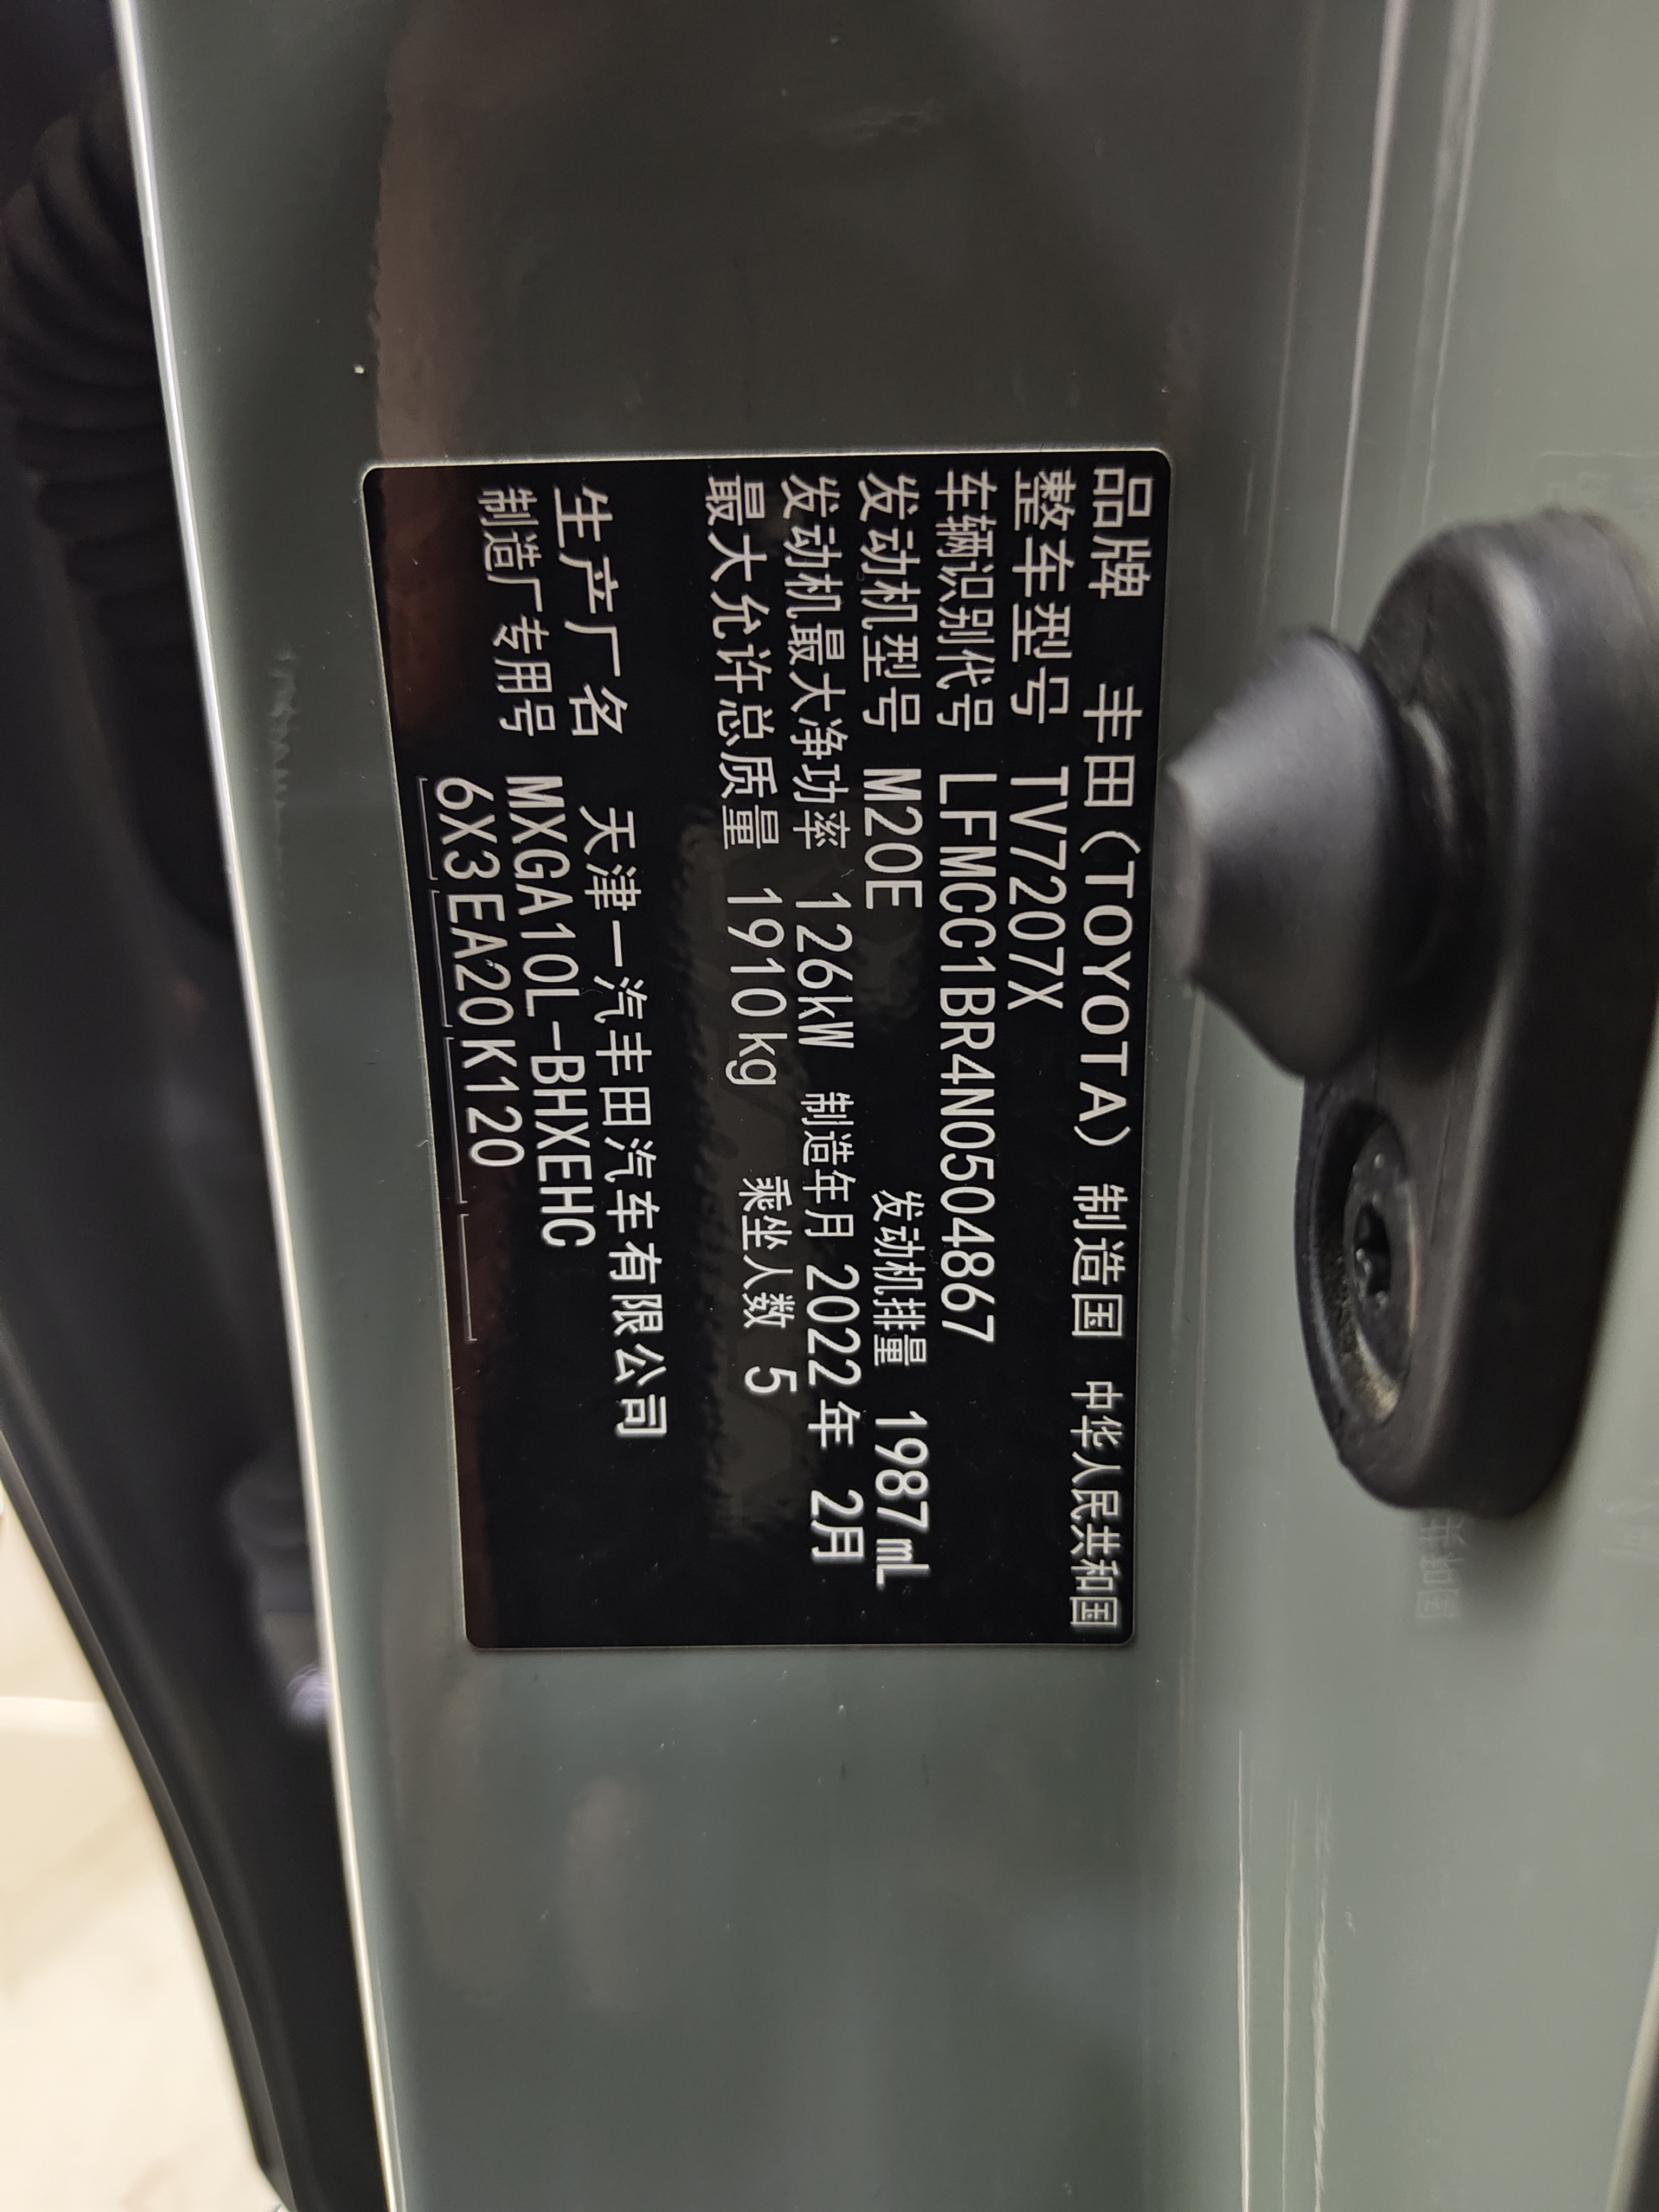 品牌 丰田(TOYOTA) 制造国 中华人民共和国
整车型号 TV7207X
车辆识别代号 LFMCC1BR4N0504867
发动机型号 M20E 发动机排量 1987mL
发动机最大净功率 126kW 制造年月 2022年 2月
最大允许总质量 1910kg 乘坐人数 5
生产厂名 天津一汽丰田汽车有限公司
制造厂专用号 MXGA10L-BHXEHC
6X3EA20K120